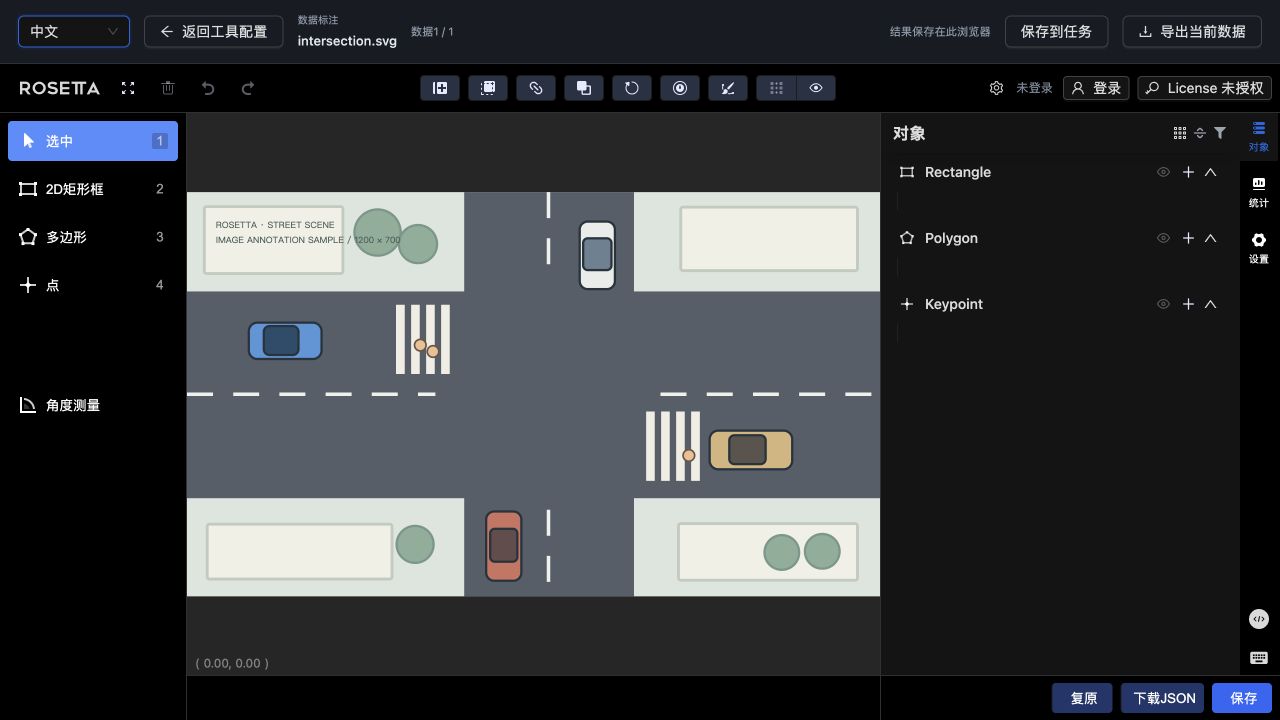 中文
返回工具配置
数据标注
intersection.svg
数据1 / 1
结果保存在此浏览器
保存到任务
导出当前数据
ROSETTA
未登录
登录
License 未授权
选中 1
2D矩形框 2
多边形 3
点 4
角度测量
ROSETTA · STREET SCENE
IMAGE ANNOTATION SAMPLE / 1200 × 700
( 0.00, 0.00 )
对象
Rectangle
Polygon
Keypoint
对象
统计
设置
复原
下载JSON
保存